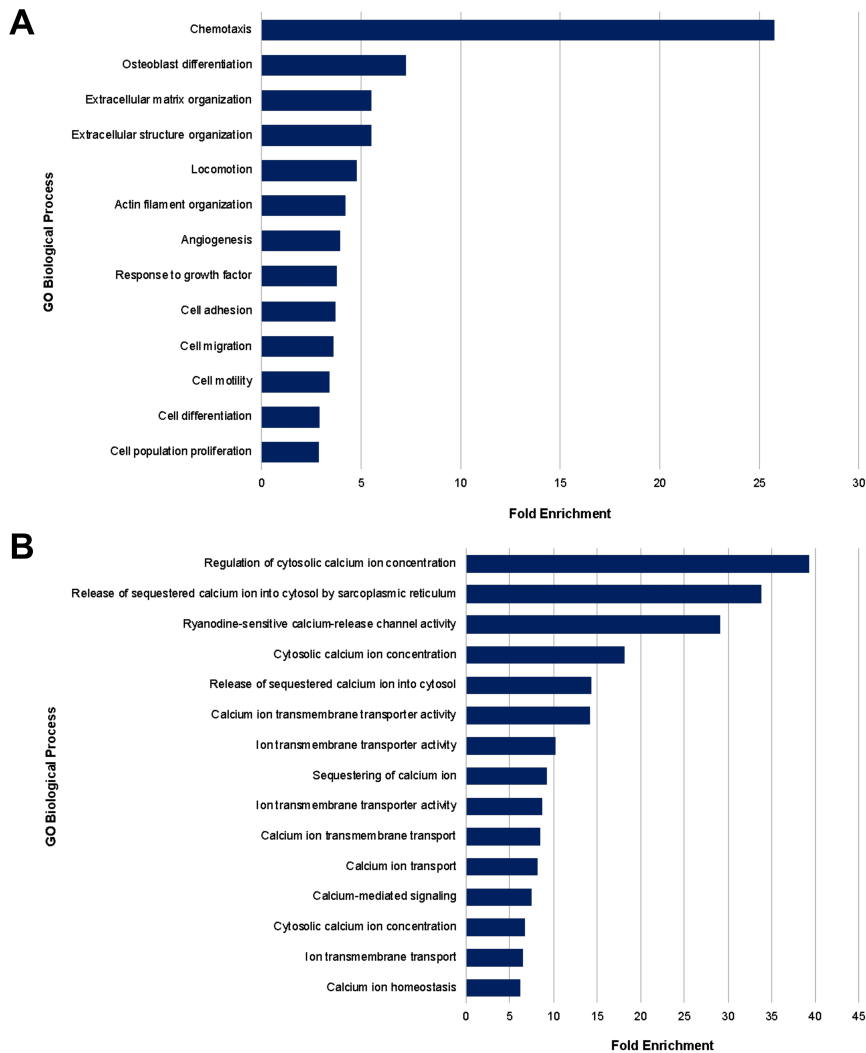 A
GO Biological Process
Chemotaxis
Osteoblast differentiation
Extracellular matrix organization
Extracellular structure organization
Locomotion
Actin filament organization
Angiogenesis
Response to growth factor
Cell adhesion
Cell migration
Cell motility
Cell differentiation
Cell population proliferation
0 5 10 15 20 25 30
Fold Enrichment
B
GO Biological Process
Regulation of cytosolic calcium ion concentration
Release of sequestered calcium ion into cytosol by sarcoplasmic reticulum
Ryanodine-sensitive calcium-release channel activity
Cytosolic calcium ion concentration
Release of sequestered calcium ion into cytosol
Calcium ion transmembrane transporter activity
Ion transmembrane transporter activity
Sequestering of calcium ion
Ion transmembrane transporter activity
Calcium ion transmembrane transport
Calcium ion transport
Calcium-mediated signaling
Cytosolic calcium ion concentration
Ion transmembrane transport
Calcium ion homeostasis
0 5 10 15 20 25 30 35 40 45
Fold Enrichment